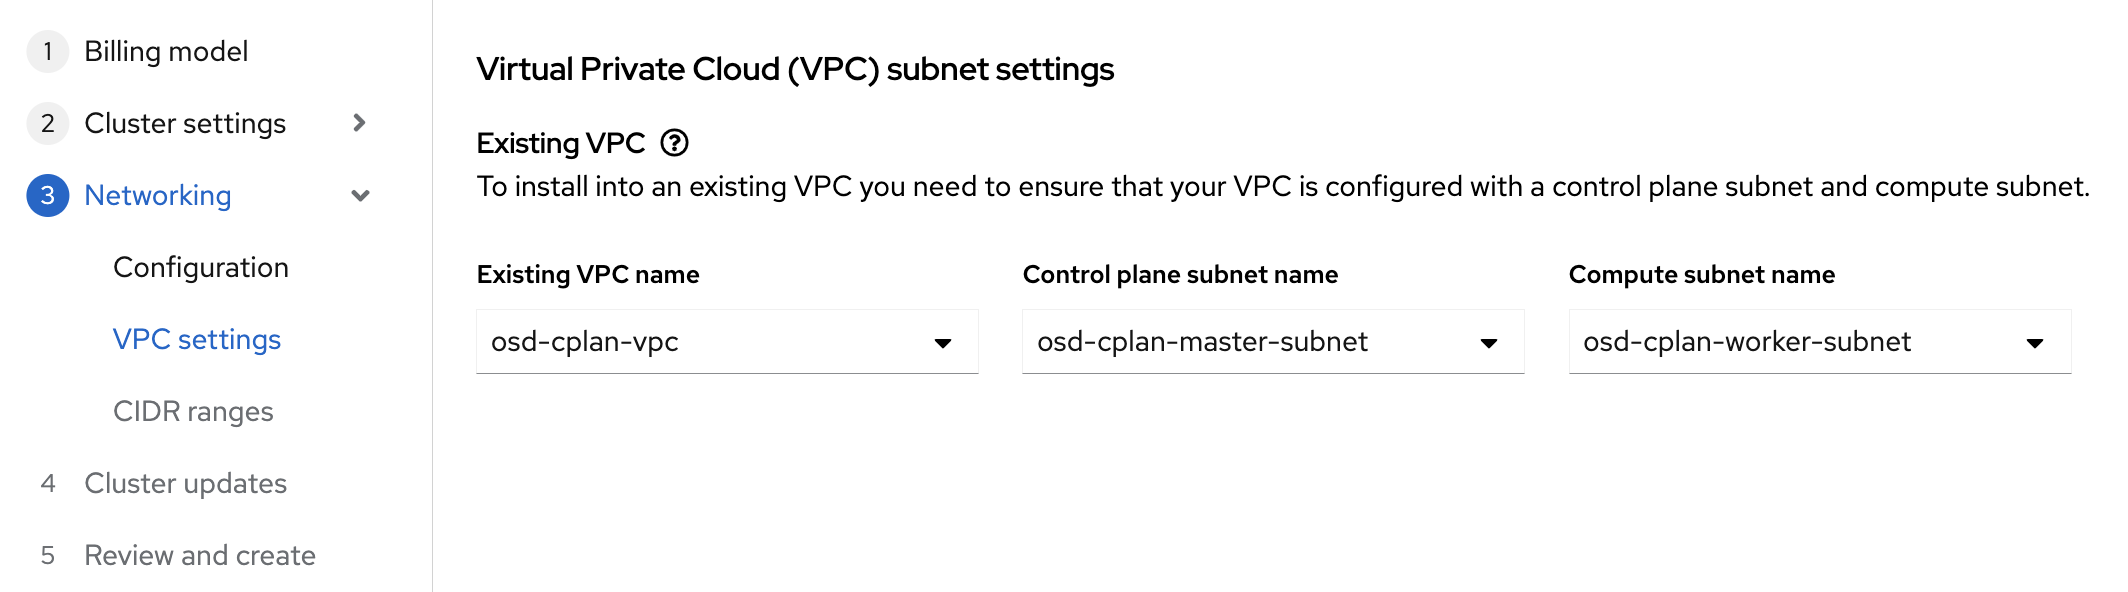 1 Billing model
2 Cluster settings
3 Networking
Configuration
VPC settings
CIDR ranges
4 Cluster updates
5 Review and create
Virtual Private Cloud (VPC) subnet settings
Existing VPC
To install into an existing VPC you need to ensure that your VPC is configured with a control plane subnet and compute subnet.
Existing VPC name
osd-cplan-vpc
Control plane subnet name
osd-cplan-master-subnet
Compute subnet name
osd-cplan-worker-subnet